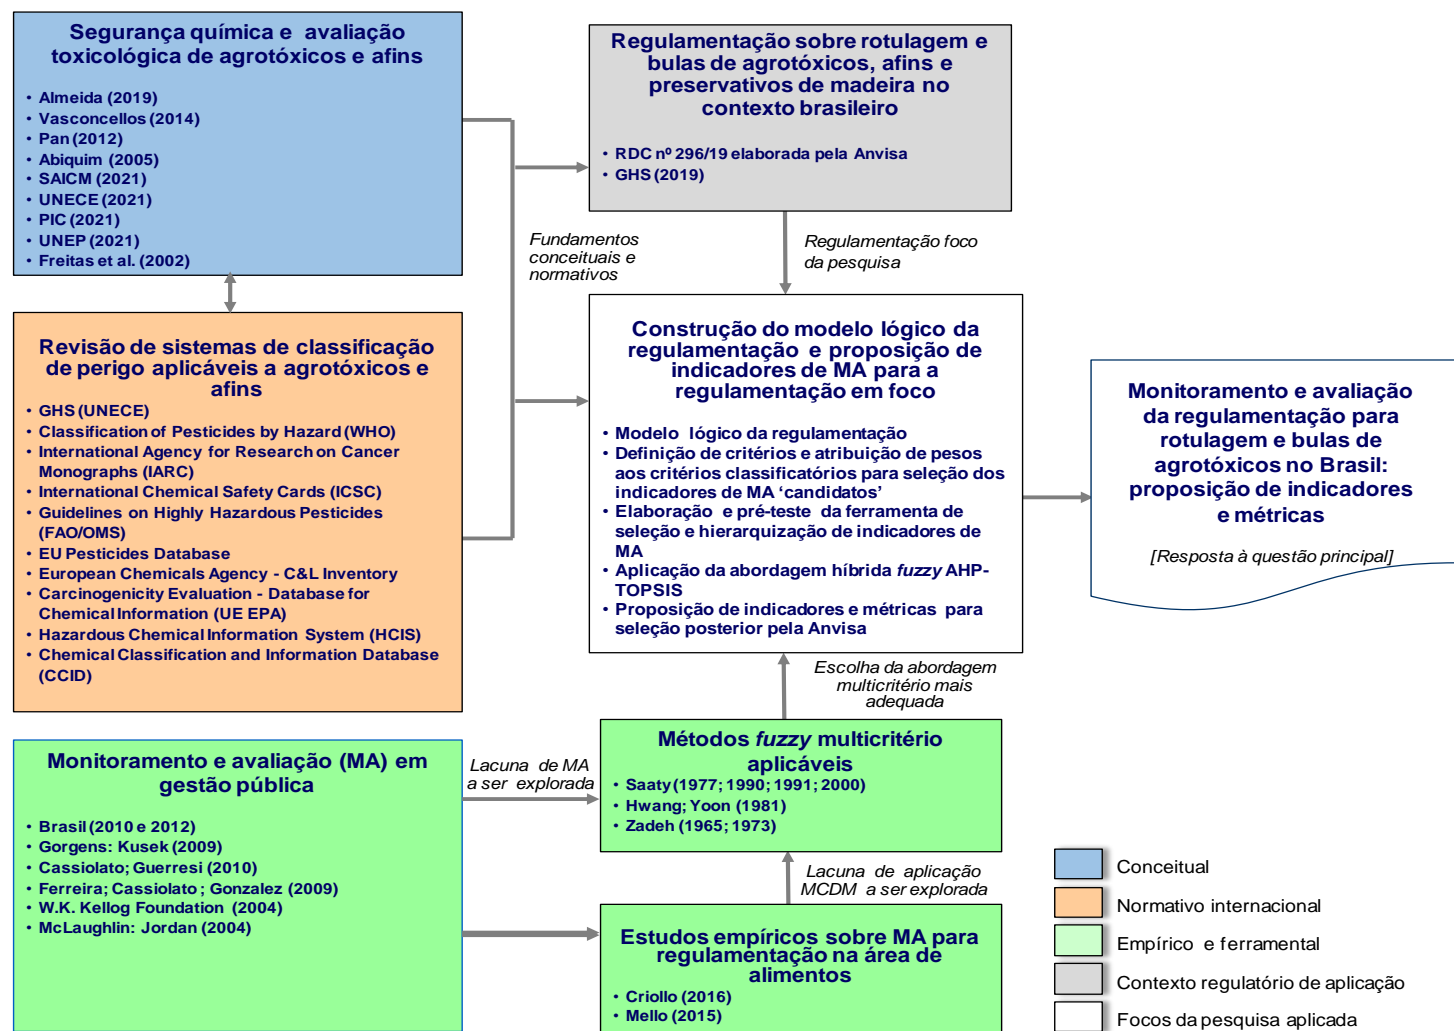 Segurança química e avaliação
toxicológica de agrotóxicos e afins
• Almeida (2019)
• Vasconcellos (2014)
• Pan (2012)
• Abiquim (2005)
• SAICM (2021)
• UNECE (2021)
• PIC (2021)
• UNEP (2021)
• Freitas et al. (2002)
Regulamentação sobre rotulagem e
bulas de agrotóxicos, afins e
preservativos de madeira no
contexto brasileiro
• RDC nº 296/19 elaborada pela Anvisa
• GHS (2019)
Fundamentos
conceituais e
normativos
Regulamentação foco
da pesquisa
Revisão de sistemas de classificação
de perigo aplicáveis a agrotóxicos e
afins
• GHS (UNECE)
• Classification of Pesticides by Hazard (WHO)
• International Agency for Research on Cancer
Monographs (IARC)
• International Chemical Safety Cards (ICSC)
• Guidelines on Highly Hazardous Pesticides
(FAO/OMS)
• EU Pesticides Database
• European Chemicals Agency - C&L Inventory
• Carcinogenicity Evaluation - Database for
Chemical Information (UE EPA)
• Hazardous Chemical Information System (HCIS)
• Chemical Classification and Information Database
(CCID)
Construção do modelo lógico da
regulamentação e proposição de
indicadores de MA para a
regulamentação em foco
• Modelo lógico da regulamentação
• Definição de critérios e atribuição de pesos
aos critérios classificatórios para seleção dos
indicadores de MA ‘candidatos’
• Elaboração e pré-teste da ferramenta de
seleção e hierarquização de indicadores de
MA
• Aplicação da abordagem híbrida fuzzy AHP-
TOPSIS
• Proposição de indicadores e métricas para
seleção posterior pela Anvisa
Monitoramento e avaliação
da regulamentação para
rotulagem e bulas de
agrotóxicos no Brasil:
proposição de indicadores
e métricas
[Resposta à questão principal]
Escolha da abordagem
multicritério mais
adequada
Monitoramento e avaliação (MA) em
gestão pública
• Brasil (2010 e 2012)
• Gorgens: Kusek (2009)
• Cassiolato; Guerresi (2010)
• Ferreira; Cassiolato ; Gonzalez (2009)
• W.K. Kellog Foundation (2004)
• McLaughlin: Jordan (2004)
Lacuna de MA
a ser explorada
Métodos fuzzy multicritério
aplicáveis
• Saaty (1977; 1990; 1991; 2000)
• Hwang; Yoon (1981)
• Zadeh (1965; 1973)
Lacuna de aplicação
MCDM a ser explorada
Estudos empíricos sobre MA para
regulamentação na área de
alimentos
• Criollo (2016)
• Mello (2015)
Conceitual
Normativo internacional
Empírico e ferramental
Contexto regulatório de aplicação
Focos da pesquisa aplicada